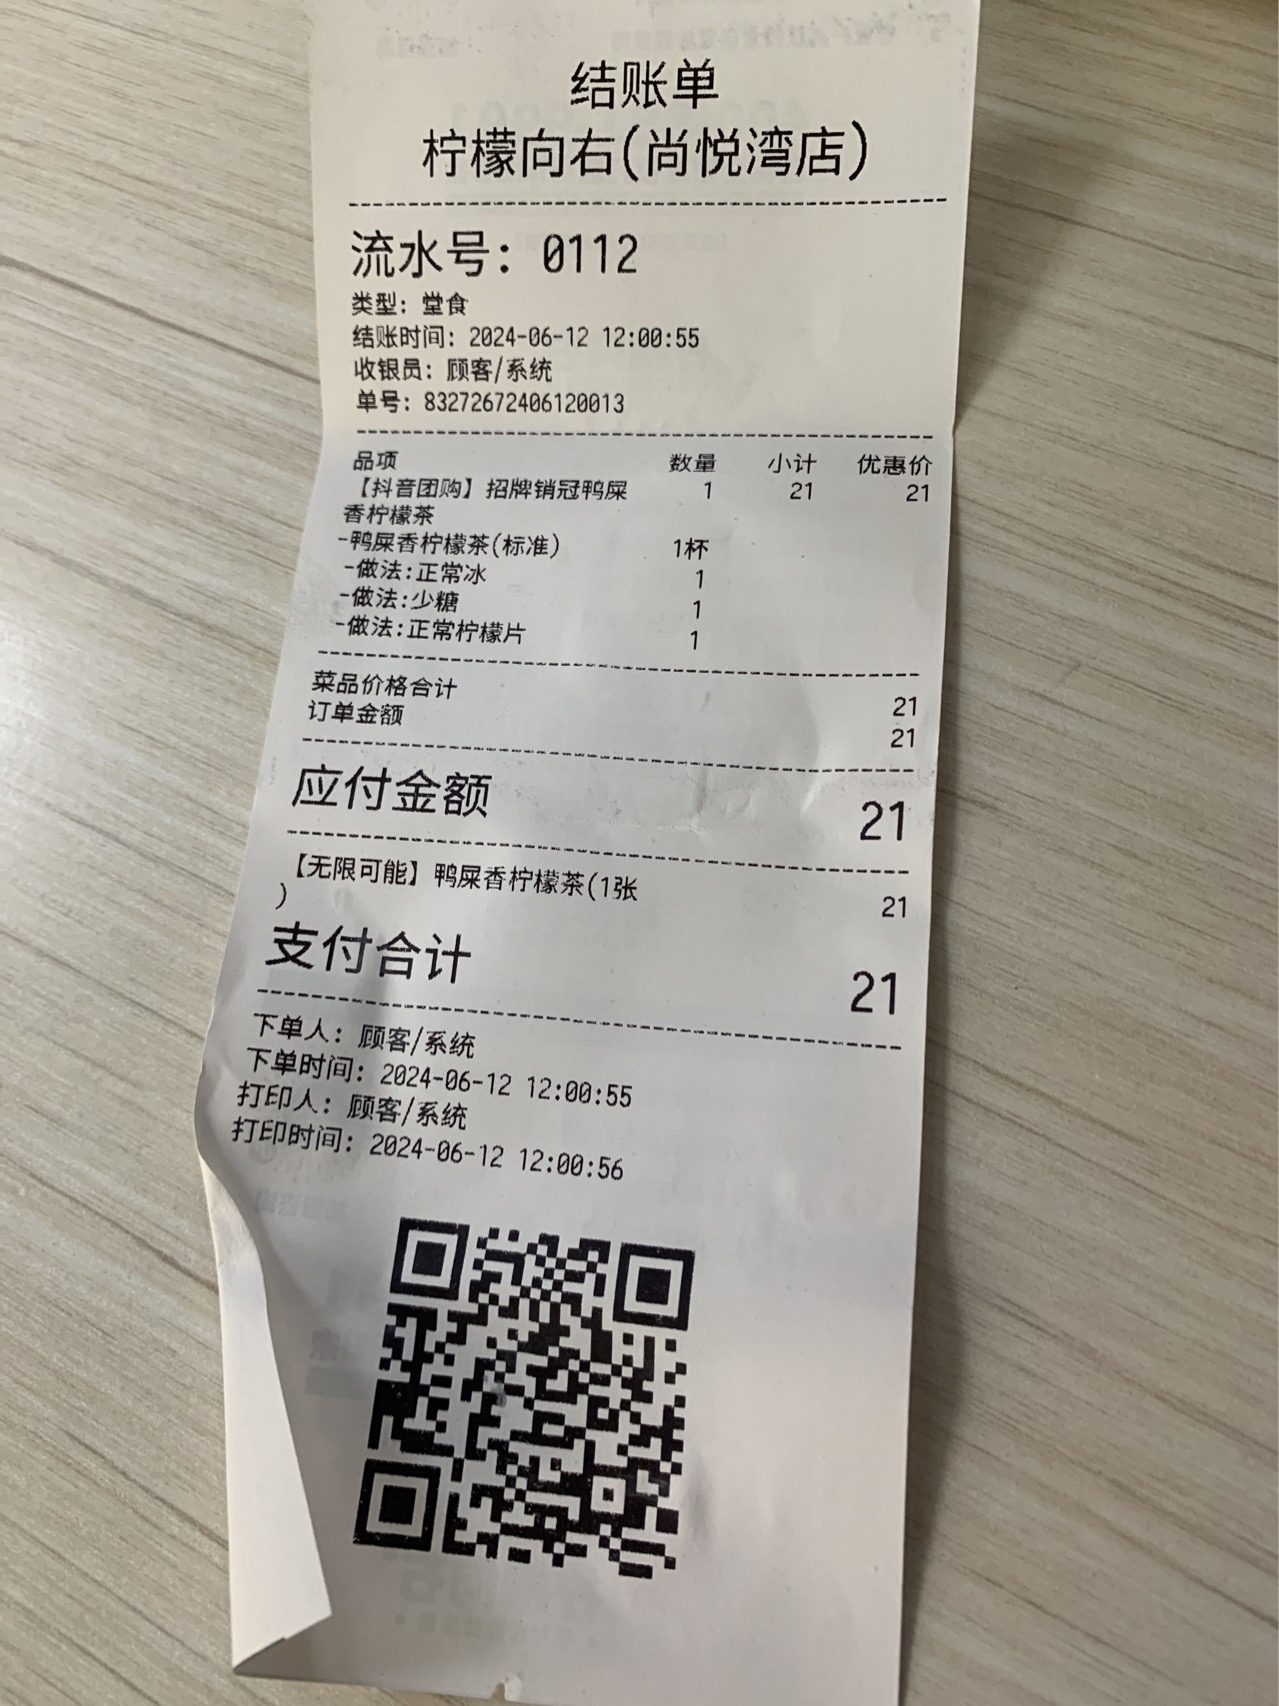 结账单
柠檬向右(尚悦湾店)
流水号: 0112
类型: 堂食
结账时间: 2024-06-12 12:00:55
收银员: 顾客/系统
单号: 83272672406120013
品项 数量 小计 优惠价
【抖音团购】招牌销冠鸭屎 1 21 21
香柠檬茶
-鸭屎香柠檬茶(标准) 1杯
-做法:正常冰 1
-做法:少糖 1
-做法:正常柠檬片 1
菜品价格合计 21
订单金额 21
应付金额 21
【无限可能】鸭屎香柠檬茶(1张 21
)
支付合计 21
下单人: 顾客/系统
下单时间: 2024-06-12 12:00:55
打印人: 顾客/系统
打印时间: 2024-06-12 12:00:56